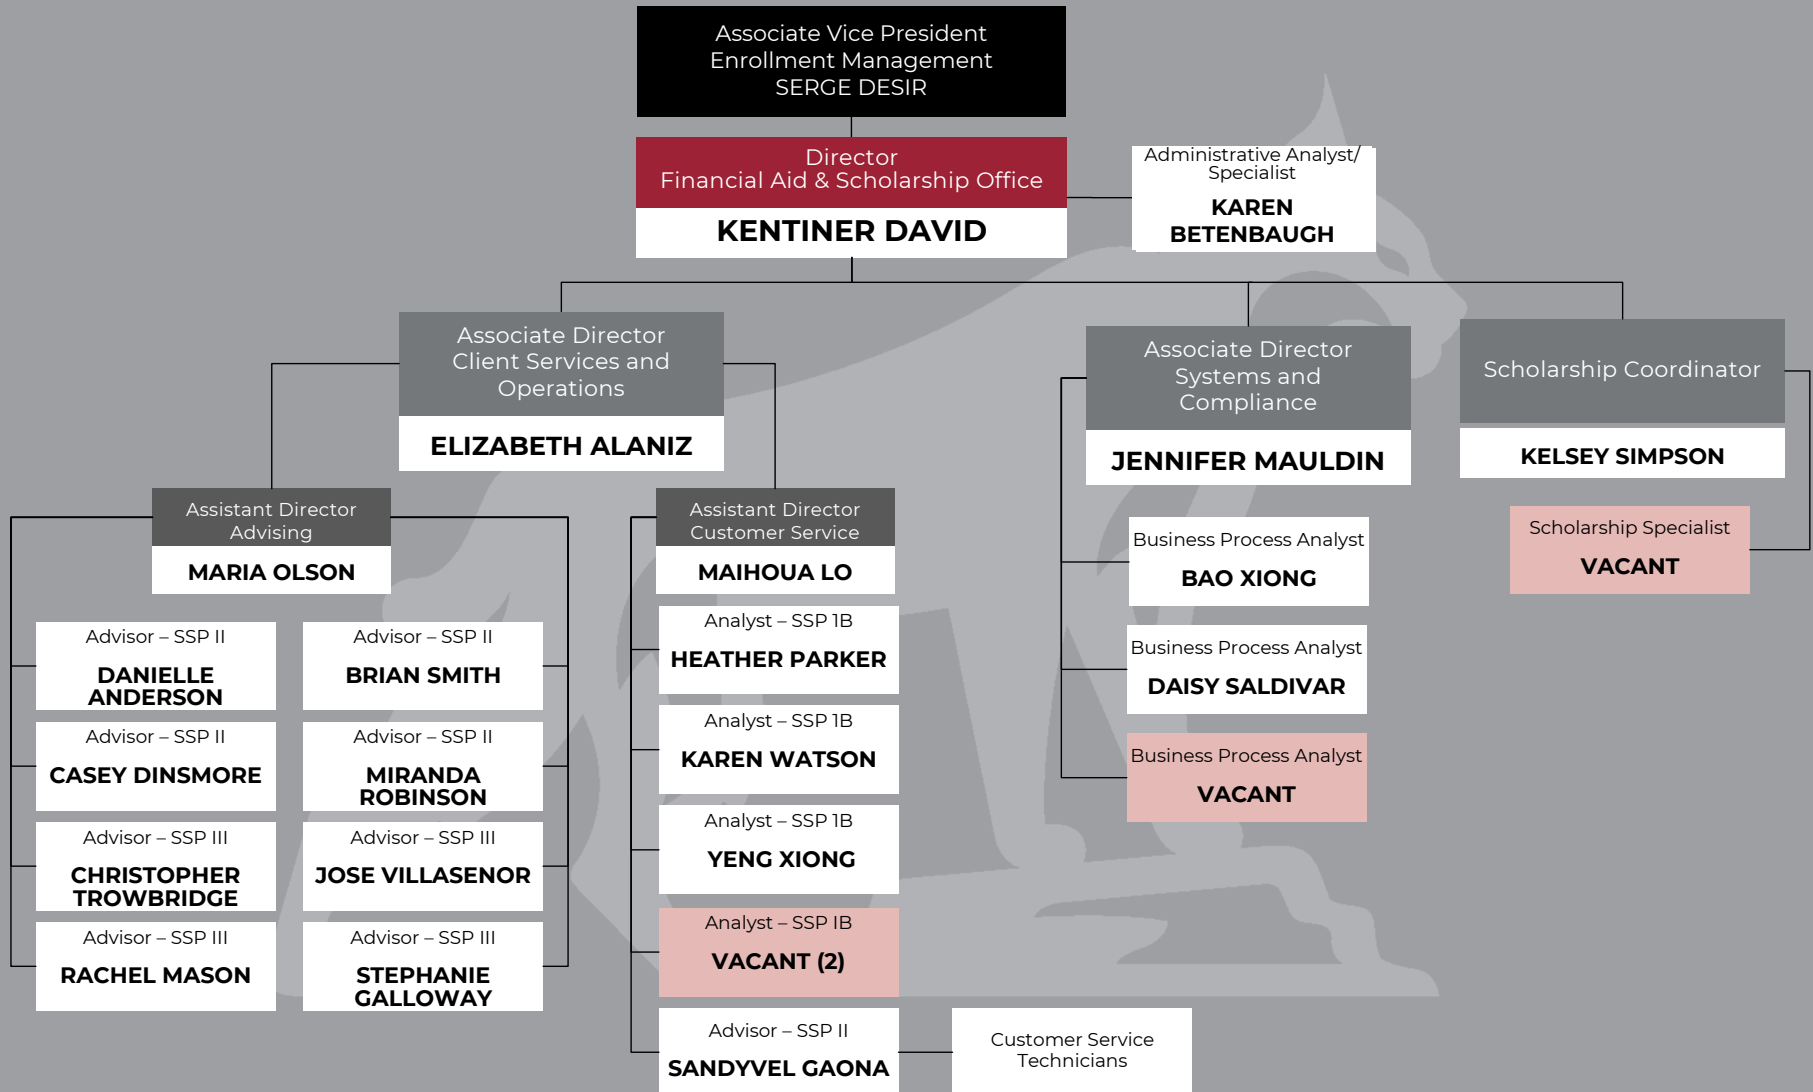 Associate Vice President
Enrollment Management
SERGE DESIR
Director
Financial Aid & Scholarship Office
KENTINER DAVID
Administrative Analyst/
Specialist
KAREN
BETENBAUGH
Associate Director
Client Services and
Operations
ELIZABETH ALANIZ
Associate Director
Systems and
Compliance
JENNIFER MAULDIN
Scholarship Coordinator
KELSEY SIMPSON
Assistant Director
Advising
MARIA OLSON
Advisor – SSP II
DANIELLE
ANDERSON
Advisor – SSP II
BRIAN SMITH
Advisor – SSP II
CASEY DINSMORE
Advisor – SSP II
MIRANDA
ROBINSON
Advisor – SSP III
CHRISTOPHER
TROWBRIDGE
Advisor – SSP III
JOSE VILLASENOR
Advisor – SSP III
RACHEL MASON
Advisor – SSP III
STEPHANIE
GALLOWAY
Assistant Director
Customer Service
MAIHOUA LO
Analyst – SSP 1B
HEATHER PARKER
Analyst – SSP 1B
KAREN WATSON
Analyst – SSP 1B
YENG XIONG
Analyst – SSP IB
VACANT (2)
Advisor – SSP II
SANDYVEL GAONA
Customer Service
Technicians
Business Process Analyst
BAO XIONG
Business Process Analyst
DAISY SALDIVAR
Business Process Analyst
VACANT
Scholarship Specialist
VACANT